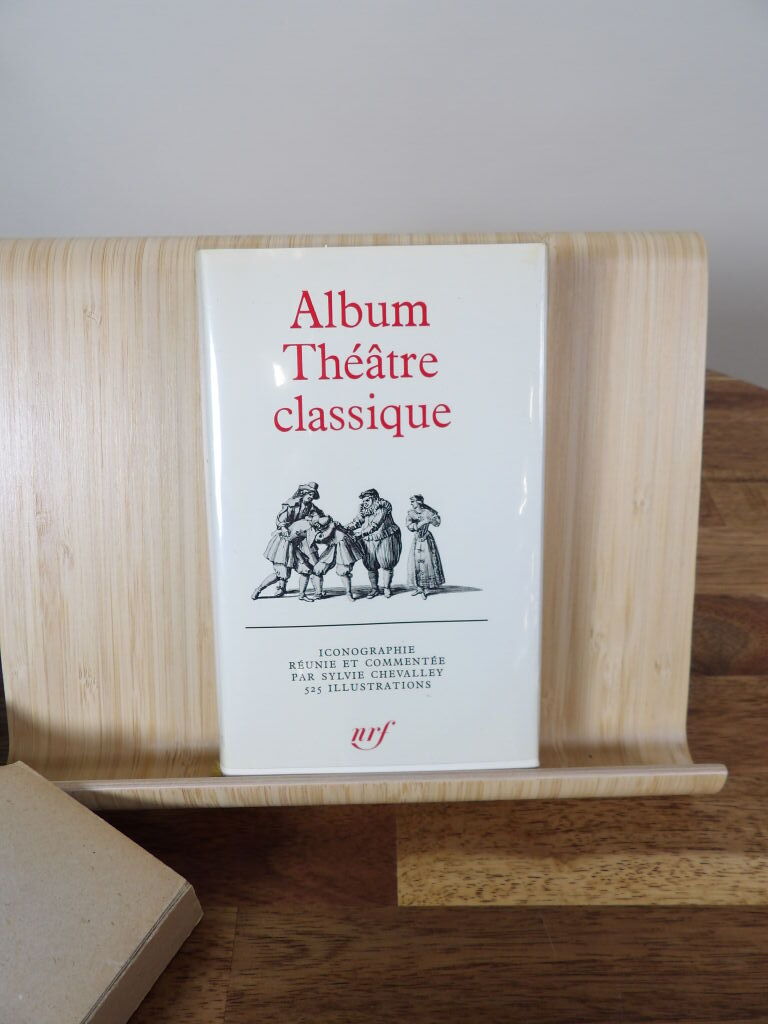 Album
Théâtre
classique
ICONOGRAPHIE
RÉUNIE ET COMMENTÉE
PAR SYLVIE CHEVALLEY
525 ILLUSTRATIONS
nrf